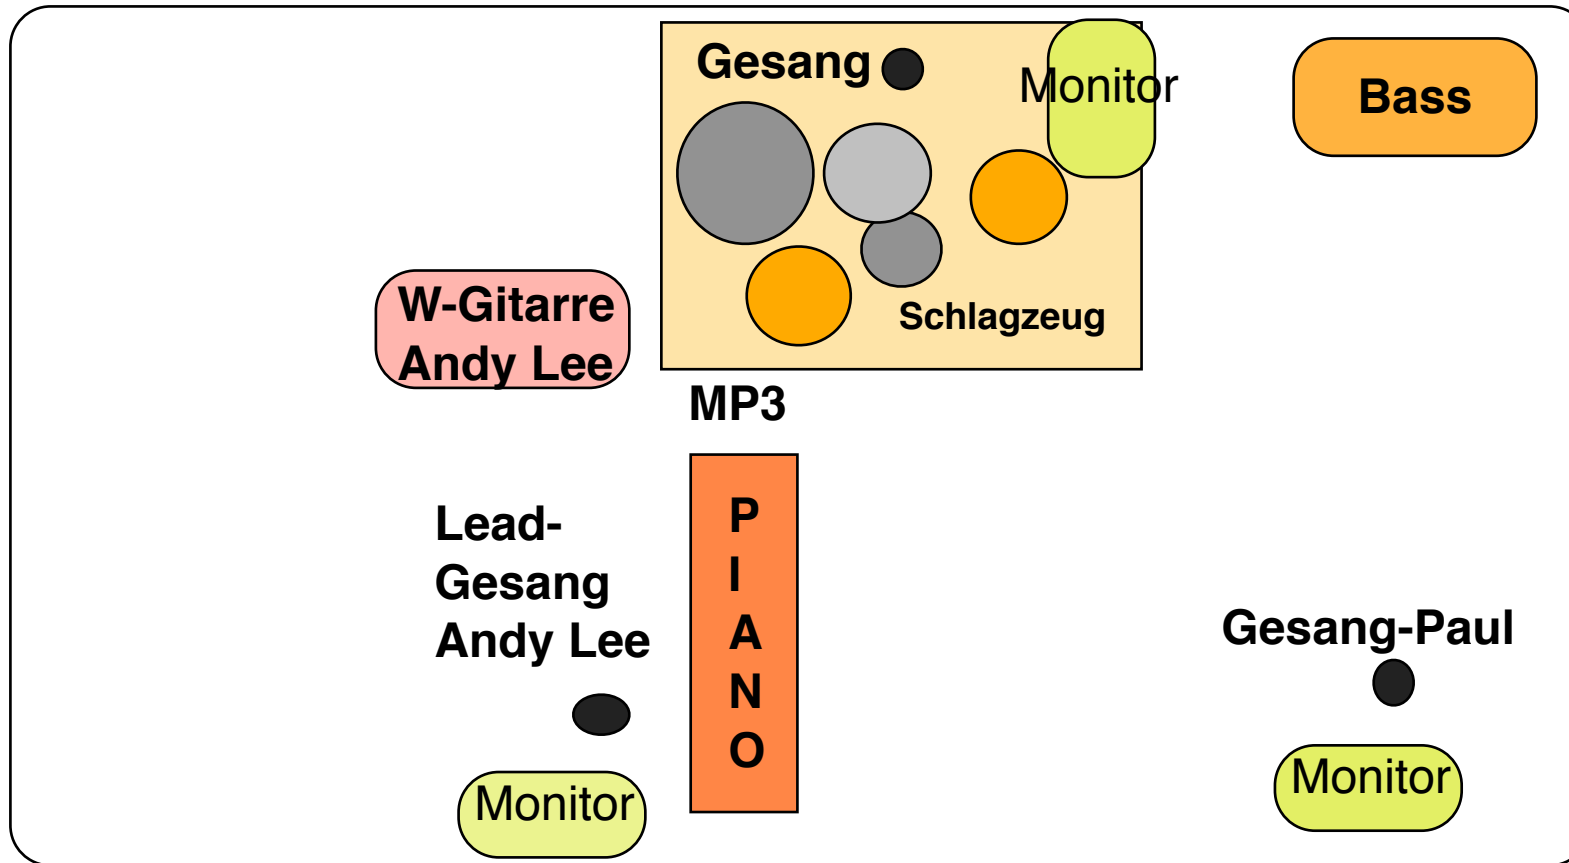 Gesang
Monitor
Bass
W-Gitarre
Andy Lee
Schlagzeug
MP3
Lead-
Gesang
Andy Lee
P
I
A
N
O
Gesang-Paul
Monitor
Monitor